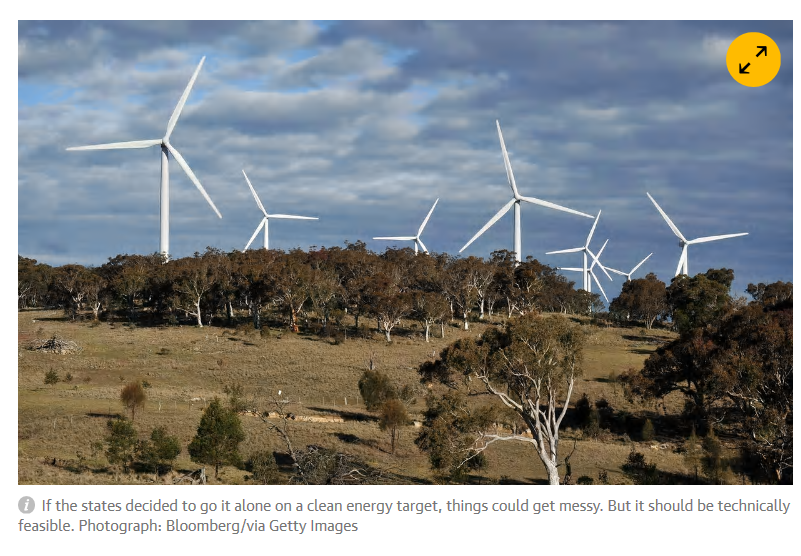 If the states decided to go it alone on a clean energy target, things could get messy. But it should be technically
feasible. Photograph: Bloomberg/via Getty Images